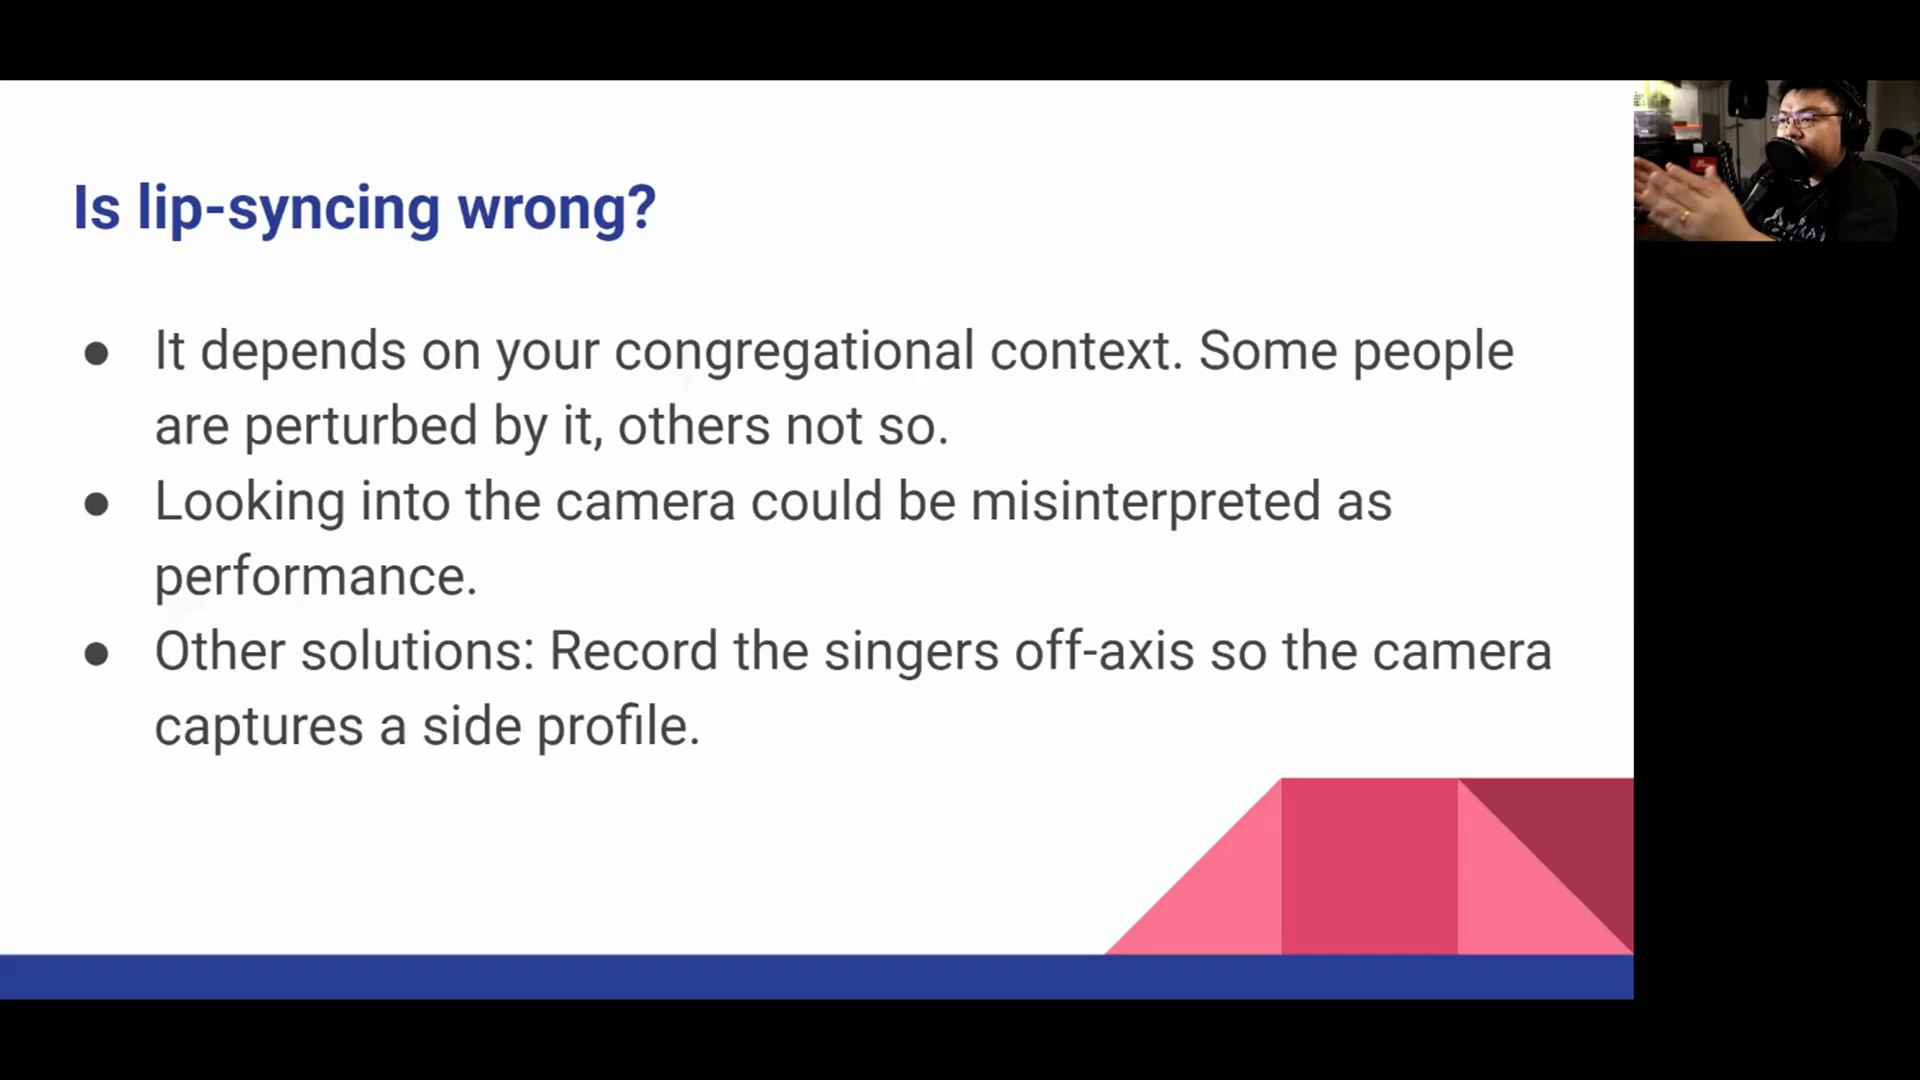 Is lip-syncing wrong?
● It depends on your congregational context. Some people
are perturbed by it, others not so.
● Looking into the camera could be misinterpreted as
performance.
● Other solutions: Record the singers off-axis so the camera
captures a side profile.